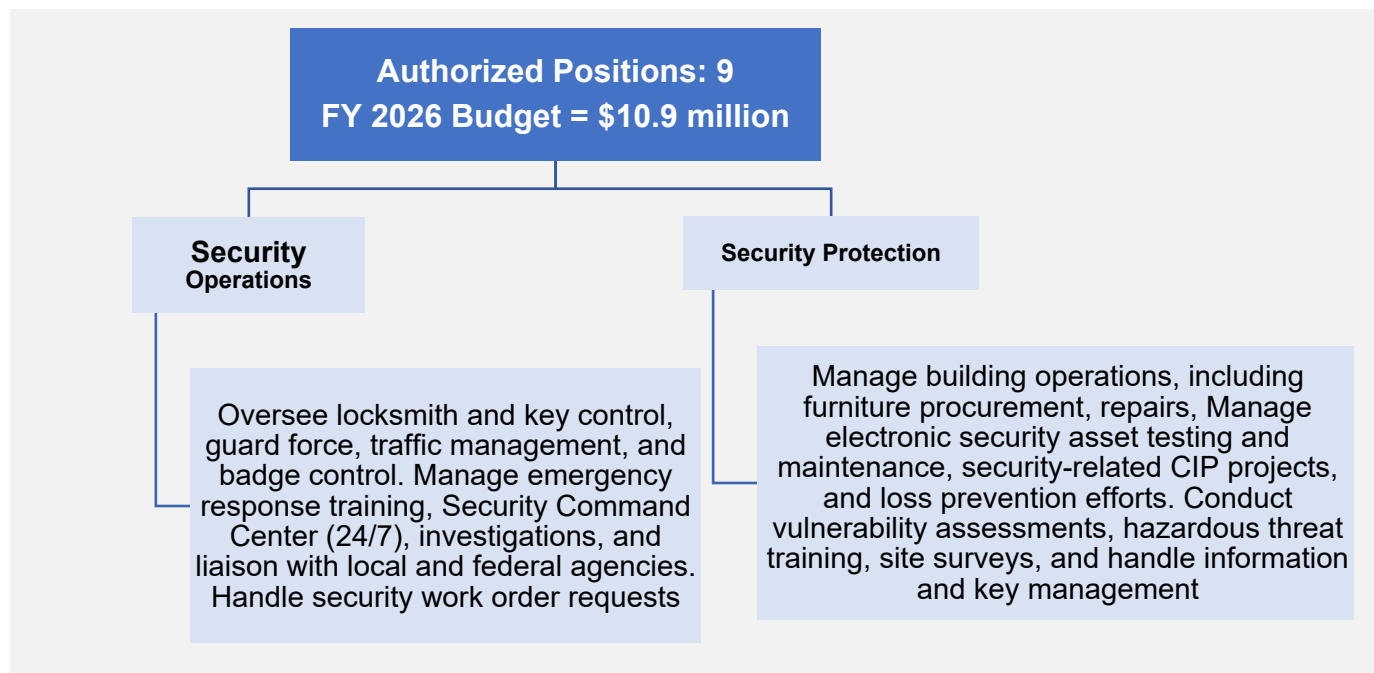 Authorized Positions: 9
FY 2026 Budget = $10.9 million
Security
Operations
Security Protection
Oversee locksmith and key control,
guard force, traffic management, and
badge control. Manage emergency
response training, Security Command
Center (24/7), investigations, and
liaison with local and federal agencies.
Handle security work order requests
Manage building operations, including
furniture procurement, repairs, Manage
electronic security asset testing and
maintenance, security-related CIP projects,
and loss prevention efforts. Conduct
vulnerability assessments, hazardous threat
training, site surveys, and handle information
and key management